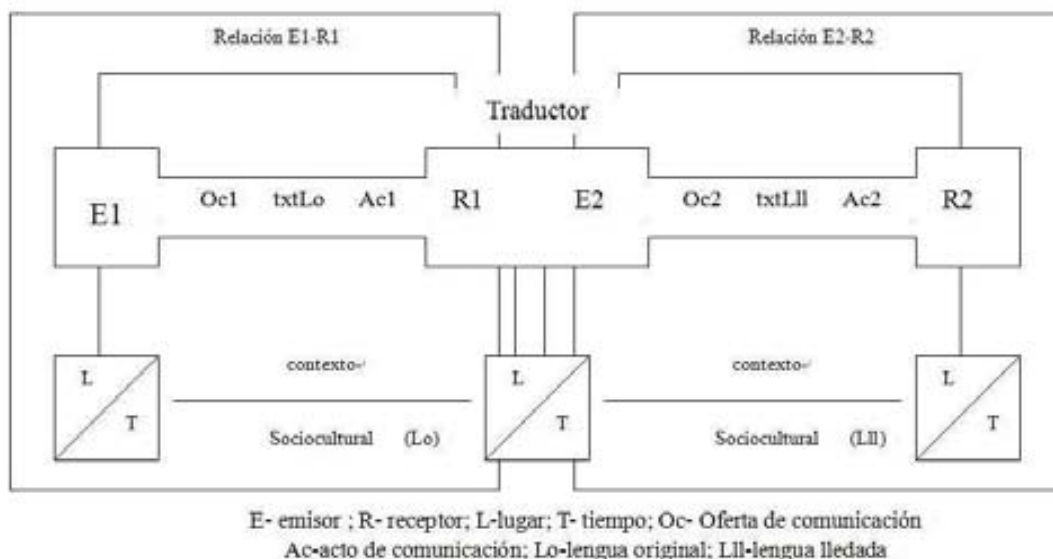 Relación E1-R1 Relación E2-R2
Traductor
E1 Oc1 txtLo Ac1 R1 E2 Oc2 txtLll Ac2 R2
L contexto L contexto L
T T T
Sociocultural (Lo) Sociocultural (Lll)
E- emisor ; R- receptor; L-lugar; T- tiempo; Oc- Oferta de comunicación
Ac-acto de comunicación; Lo-lengua original; Lll-lengua lledada